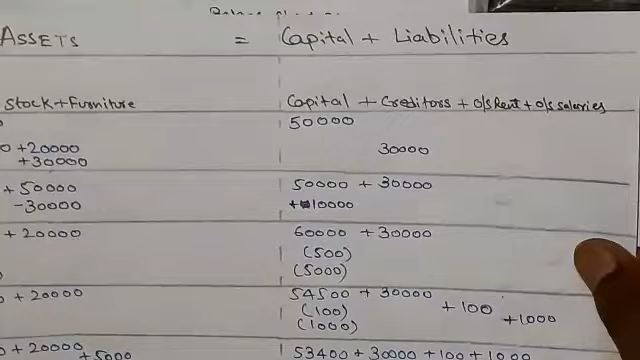 ASSETS = Capital + Liabilities
Stock + Furniture Capital + Creditors + O/s Rent + O/s salaries
50000
+20000 30000
+30000
+ 50000 50000 + 30000
-30000 +10000
+ 20000 60000 + 30000
(500)
(5000)
+ 20000 54500 + 30000
(100) + 100
(1000) +1000
+ 20000 53400 + 30000 + 100 + 1000
+5000